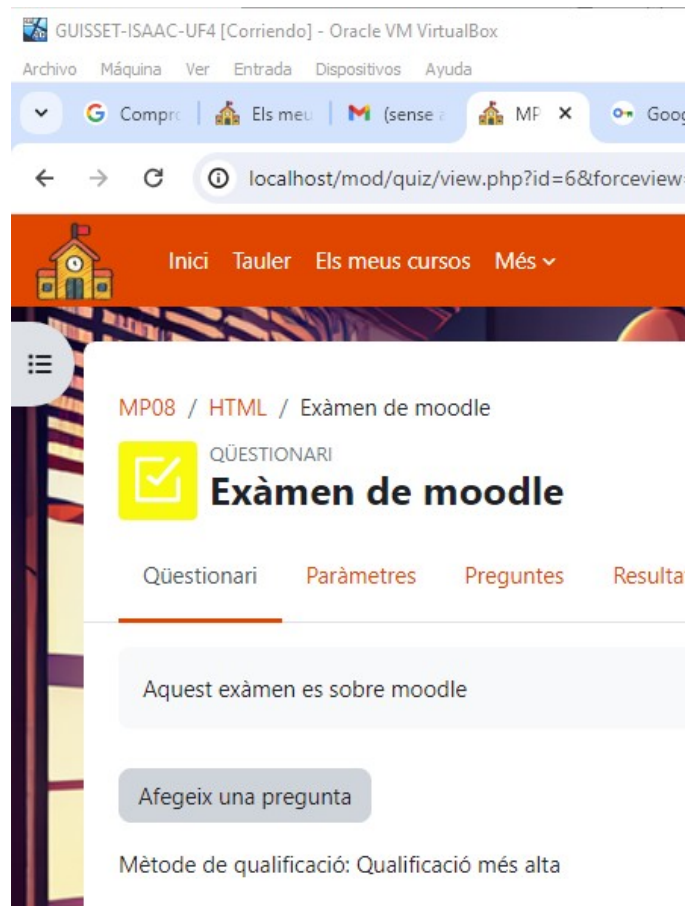 GUISSET-ISAAC-UF4 [Corriendo] - Oracle VM VirtualBox
Archivo Máquina Ver Entrada Dispositivos Ayuda
Compro Els meu (sense a MP Goog
localhost/mod/quiz/view.php?id=6&forceview=
Inici Tauler Els meus cursos Més
MP08 / HTML / Exàmen de moodle
QÜESTIONARI
Exàmen de moodle
Qüestionari Paràmetres Preguntes Resulta
Aquest exàmen es sobre moodle
Afegeix una pregunta
Mètode de qualificació: Qualificació més alta